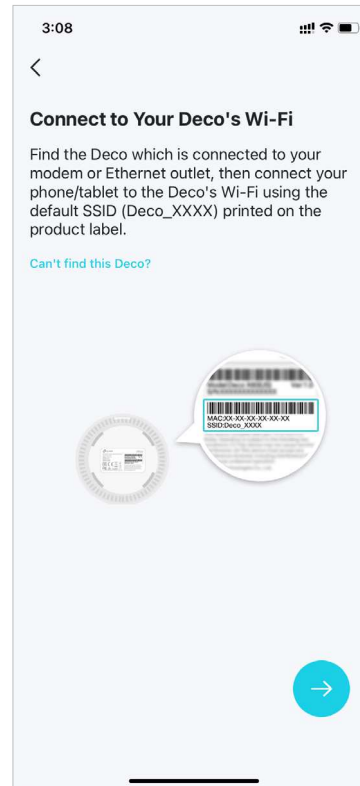 3:08
Connect to Your Deco's Wi-Fi
Find the Deco which is connected to your
modem or Ethernet outlet, then connect your
phone/tablet to the Deco's Wi-Fi using the
default SSID (Deco_XXXX) printed on the
product label.
Can't find this Deco?
MAC:XX-XX-XX-XX-XX-XX
SSID:Deco_XXXX